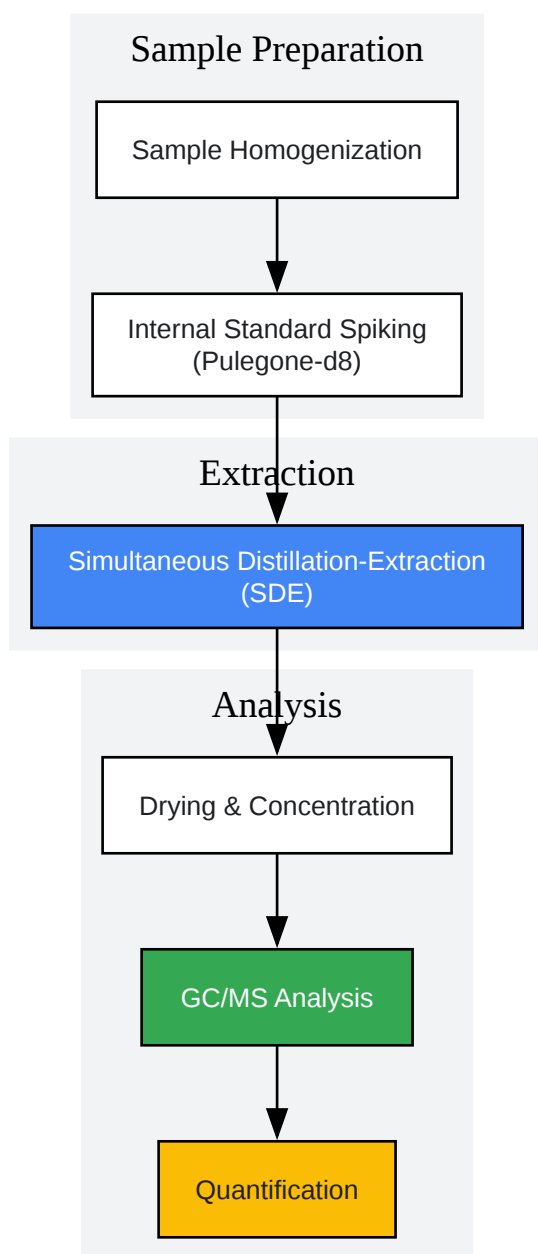 Sample Preparation
Sample Homogenization
Internal Standard Spiking
(Pulegone-d8)
Extraction
Simultaneous Distillation-Extraction
(SDE)
Analysis
Drying & Concentration
GC/MS Analysis
Quantification